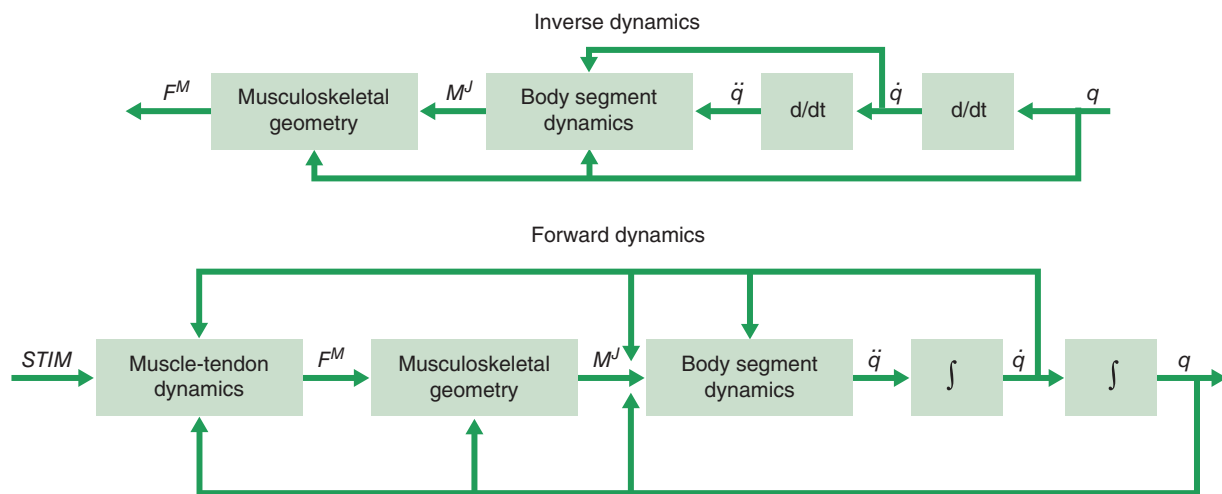 Inverse dynamics
F^M
Musculoskeletal
geometry
M^J
Body segment
dynamics
q̈
d/dt
q̇
d/dt
q
Forward dynamics
STIM
Muscle-tendon
dynamics
F^M
Musculoskeletal
geometry
M^J
Body segment
dynamics
q̈
∫
q̇
∫
q